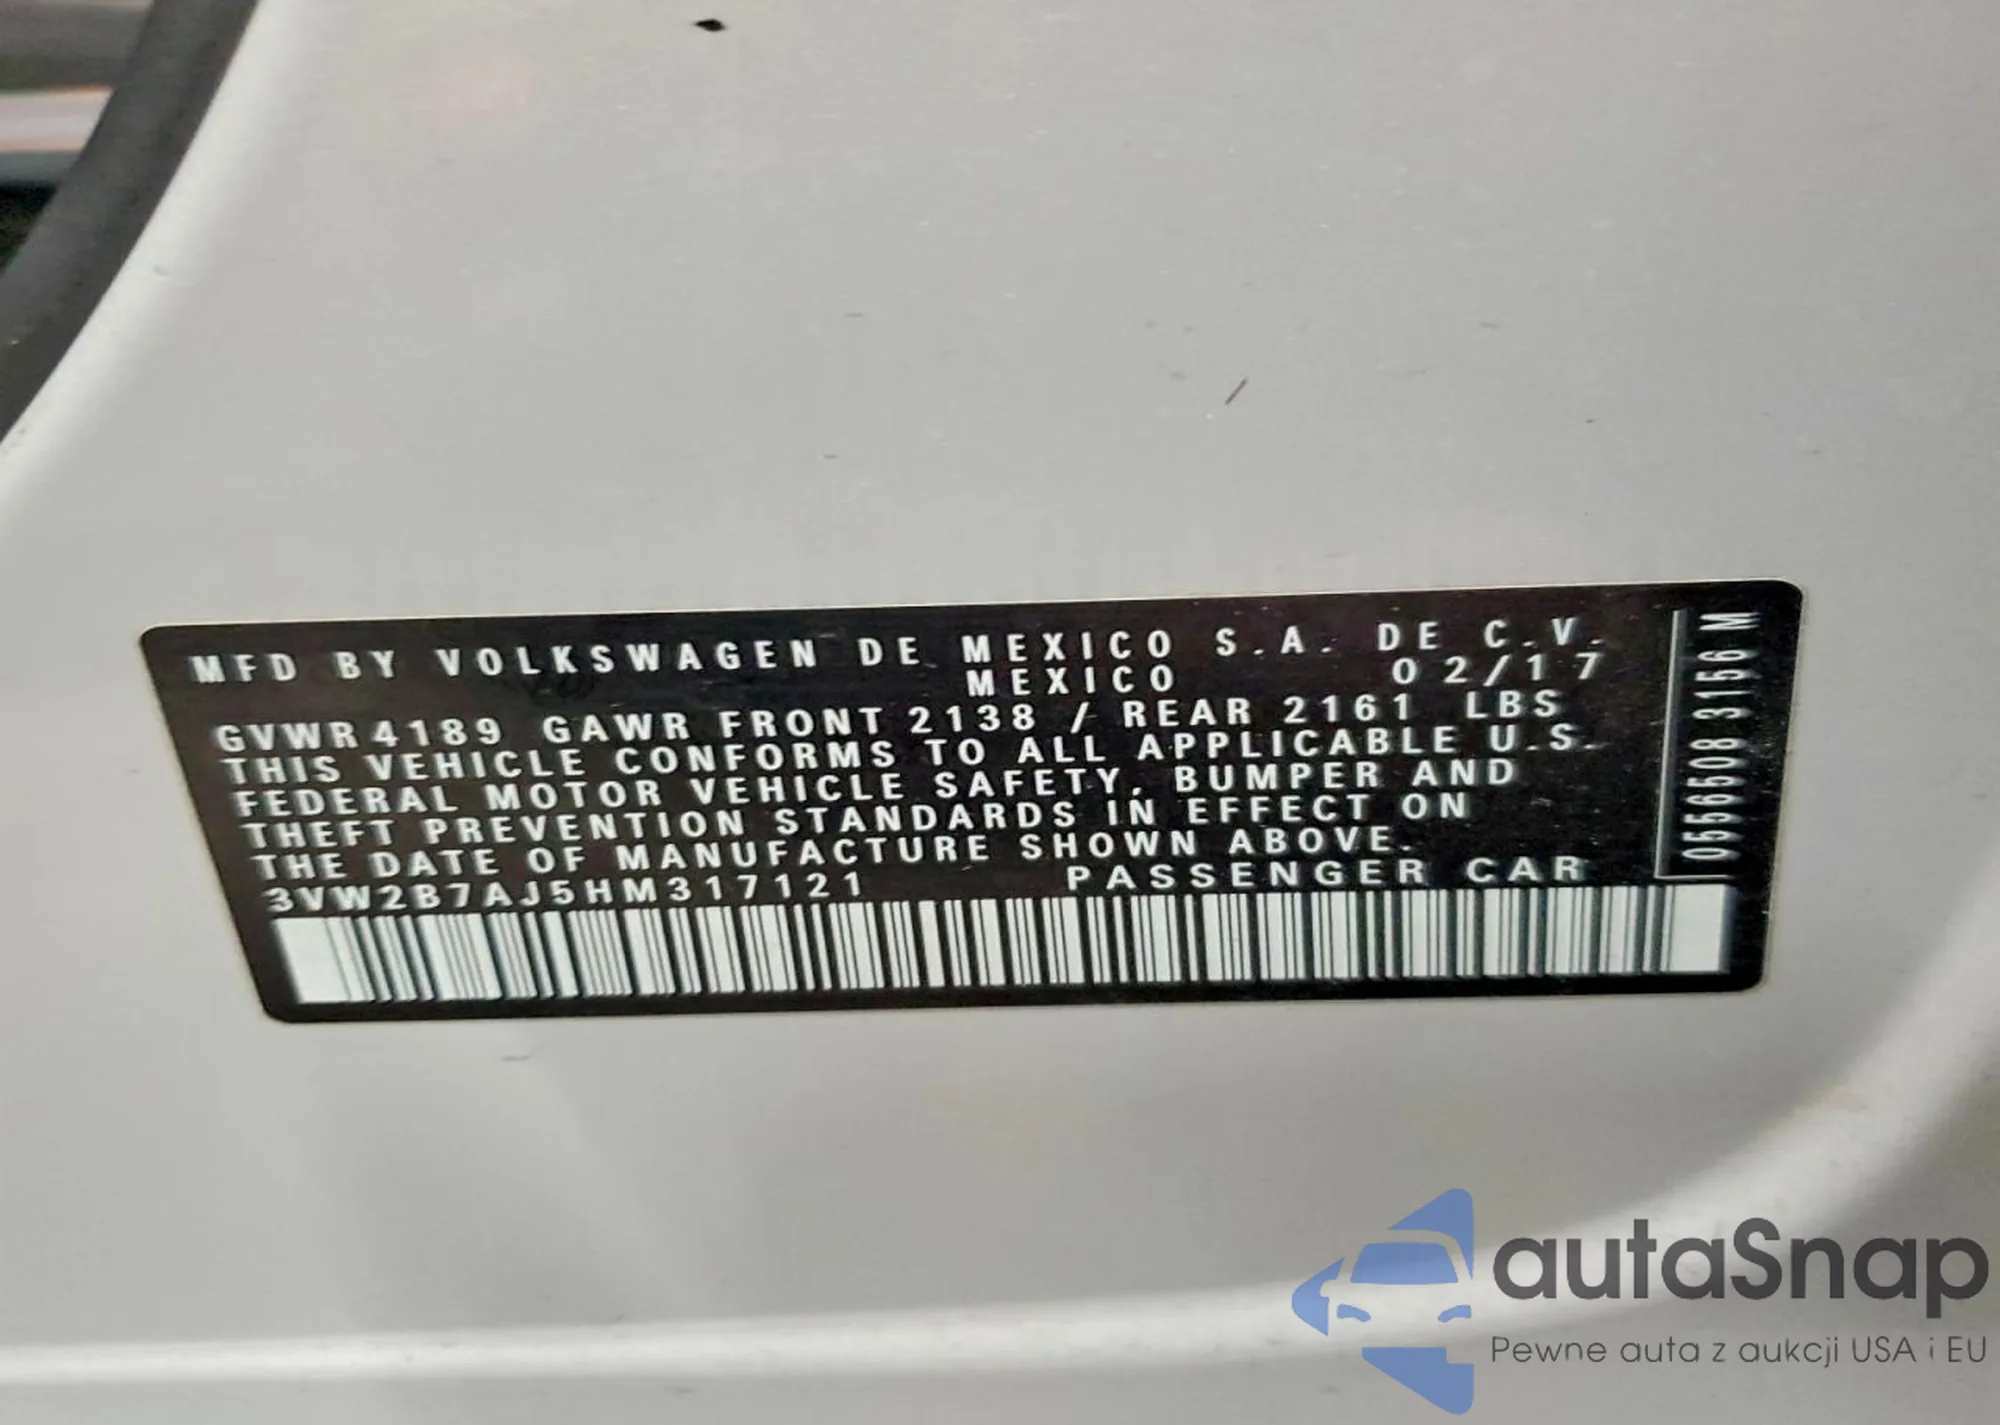 MFD BY VOLKSWAGEN DE MEXICO S.A. DE C.V.
MEXICO 02/17
GVWR 4189 GAWR FRONT 2138 / REAR 2161 LBS
THIS VEHICLE CONFORMS TO ALL APPLICABLE U.S.
FEDERAL MOTOR VEHICLE SAFETY, BUMPER AND
THEFT PREVENTION STANDARDS IN EFFECT ON
THE DATE OF MANUFACTURE SHOWN ABOVE.
3VW2B7AJ5HM317121 PASSENGER CAR
0556508 3156 M
autaSnap
Pewne auta z aukcji USA i EU